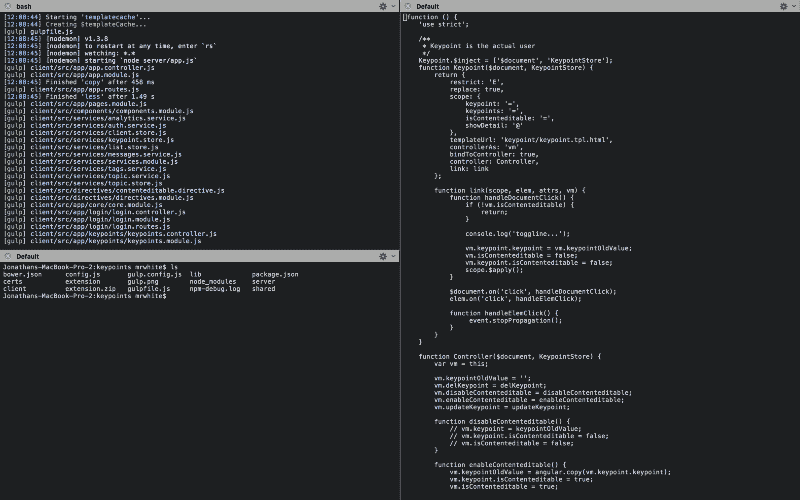 bash
[12:00:44] Starting 'templatecache'...
[12:00:44] Creating $templateCache...
[gulp] gulpfile.js
[12:00:45] [nodemon] v1.3.8
[12:00:45] [nodemon] to restart at any time, enter `rs`
[12:00:45] [nodemon] watching: *.*
[12:00:45] [nodemon] starting `node server/app.js`
[gulp] client/src/app/app.controller.js
[gulp] client/src/app/app.module.js
[12:00:45] Finished 'copy' after 458 ms
[gulp] client/src/app/app.routes.js
[12:00:45] Finished 'less' after 1.49 s
[gulp] client/src/app/pages.module.js
[gulp] client/src/components/components.module.js
[gulp] client/src/services/analytics.service.js
[gulp] client/src/services/auth.service.js
[gulp] client/src/services/client.store.js
[gulp] client/src/services/keypoint.store.js
[gulp] client/src/services/list.store.js
[gulp] client/src/services/messages.service.js
[gulp] client/src/services/services.module.js
[gulp] client/src/services/tags.service.js
[gulp] client/src/services/topic.service.js
[gulp] client/src/services/topic.store.js
[gulp] client/src/directives/contenteditable.directive.js
[gulp] client/src/directives/directives.module.js
[gulp] client/src/app/core/core.module.js
[gulp] client/src/app/login/login.controller.js
[gulp] client/src/app/login/login.module.js
[gulp] client/src/app/login/login.routes.js
[gulp] client/src/app/keypoints/keypoints.controller.js
[gulp] client/src/app/keypoints/keypoints.module.js
Default
Jonathans-MacBook-Pro-2:keypoints mrwhite$ ls
bower.json config.js gulp.config.js lib package.json
certs extension gulp.png node_modules server
client extension.zip gulpfile.js npm-debug.log shared
Jonathans-MacBook-Pro-2:keypoints mrwhite$
Default
(function () {
'use strict';
/**
* Keypoint is the actual user
*/
Keypoint.$inject = ['$document', 'KeypointStore'];
function Keypoint($document, KeypointStore) {
return {
restrict: 'E',
replace: true,
scope: {
keypoint: '=',
keypoints: '=',
isContenteditable: '=',
showDetail: '@'
},
templateUrl: 'keypoint/keypoint.tpl.html',
controllerAs: 'vm',
bindToController: true,
controller: Controller,
link: link
};
function link(scope, elem, attrs, vm) {
function handleDocumentClick() {
if (!vm.isContenteditable) {
return;
}
console.log('toggline...');
vm.keypoint.keypoint = vm.keypointOldValue;
vm.isContenteditable = false;
vm.keypoint.isContenteditable = false;
scope.$apply();
}
$document.on('click', handleDocumentClick);
elem.on('click', handleElemClick);
function handleElemClick() {
event.stopPropagation();
}
}
}
function Controller($document, KeypointStore) {
var vm = this;
vm.keypointOldValue = '';
vm.delKeypoint = delKeypoint;
vm.disableContenteditable = disableContenteditable;
vm.enableContenteditable = enableContenteditable;
vm.updateKeypoint = updateKeypoint;
function disableContenteditable() {
// vm.keypoint = keypointOldValue;
// vm.keypoint.isContenteditable = false;
// vm.isContenteditable = false;
}
function enableContenteditable() {
vm.keypointOldValue = angular.copy(vm.keypoint.keypoint);
vm.keypoint.isContenteditable = true;
vm.isContenteditable = true;